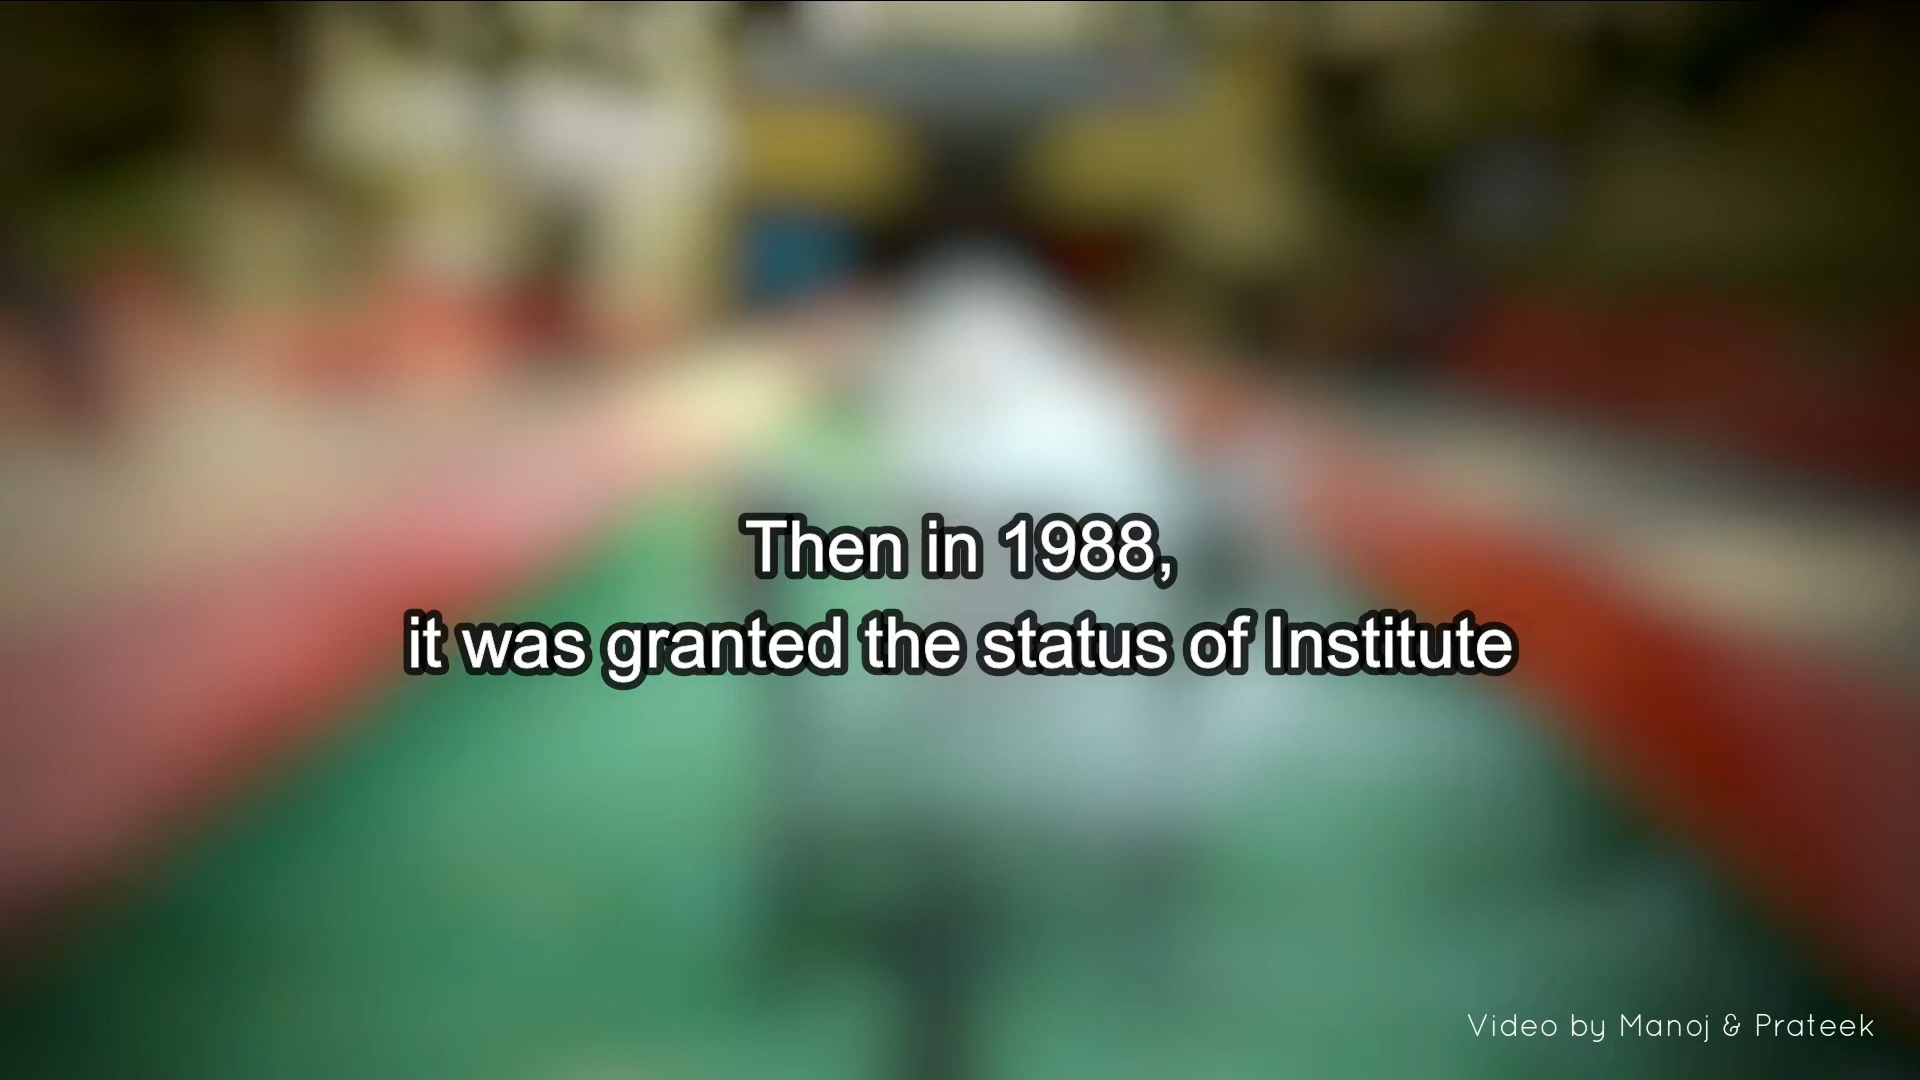 Then in 1988,
it was granted the status of Institute
Video by Manoj & Prateek